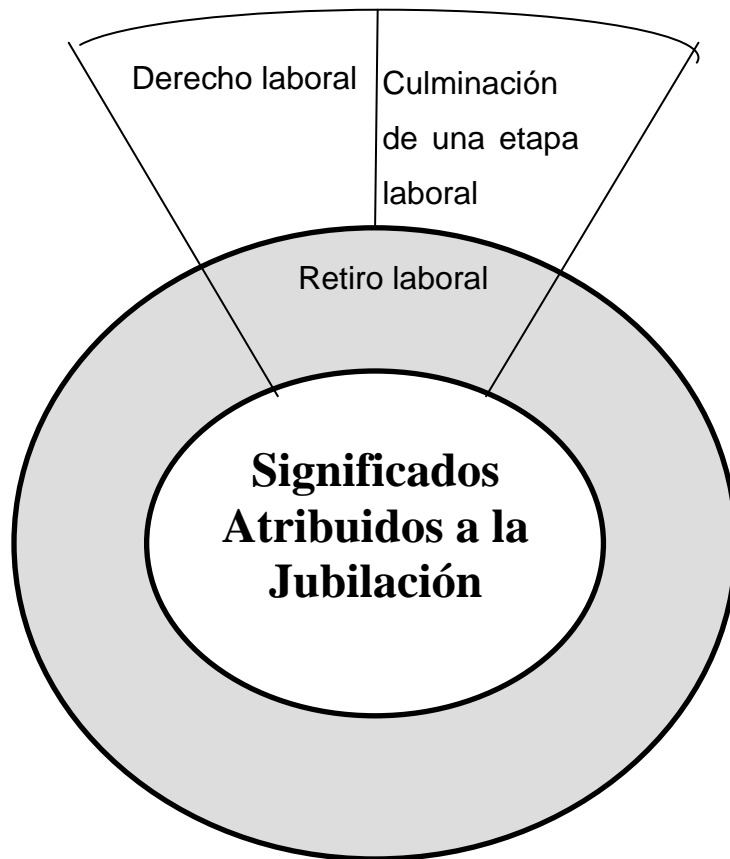 Derecho laboral
Culminación
de una etapa
laboral
Retiro laboral
Significados
Atribuidos a la
Jubilación